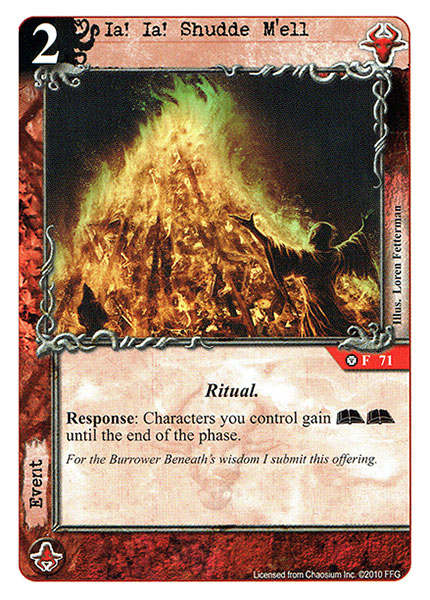 2
Ia! Ia! Shudde M'ell
Illus. Loren Fetterman
F 71
Ritual.
Response: Characters you control gain
until the end of the phase.
For the Burrower Beneath's wisdom I submit this offering.
Event
Licensed from Chaosium Inc. ©2010 FFG